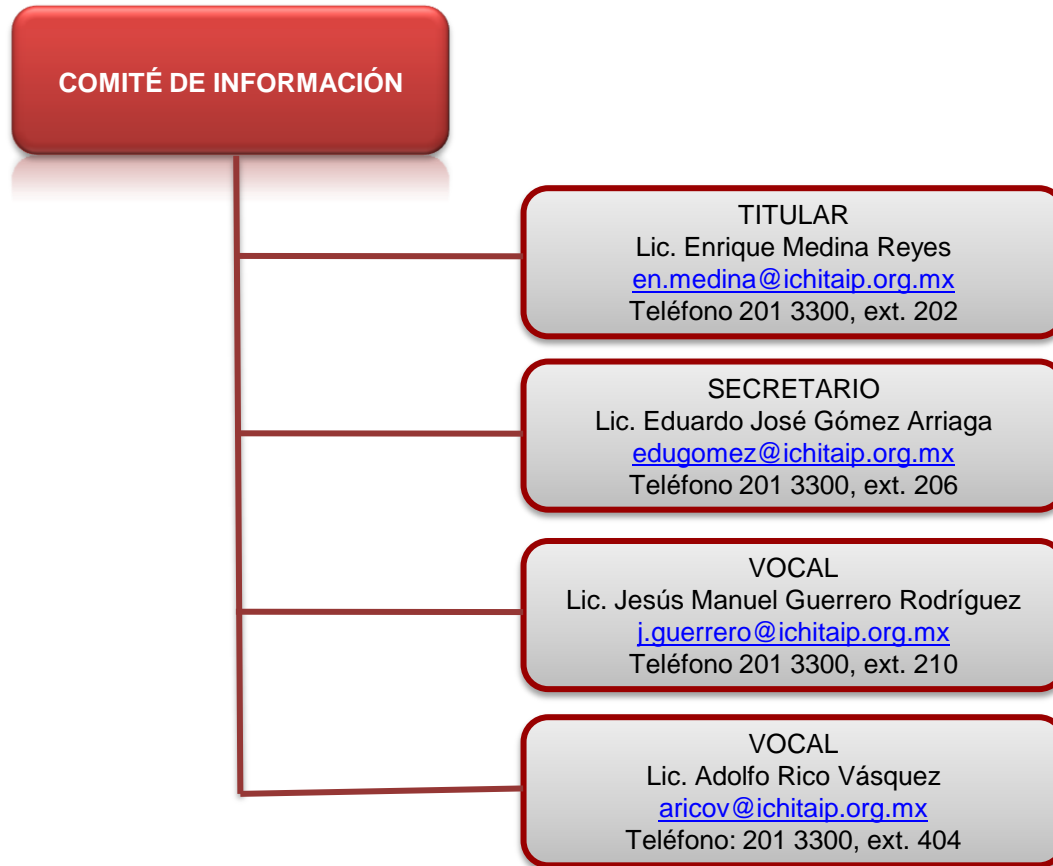 COMITÉ DE INFORMACIÓN
TITULAR
Lic. Enrique Medina Reyes
en.medina@ichitaip.org.mx
Teléfono 201 3300, ext. 202
SECRETARIO
Lic. Eduardo José Gómez Arriaga
edugomez@ichitaip.org.mx
Teléfono 201 3300, ext. 206
VOCAL
Lic. Jesús Manuel Guerrero Rodríguez
j.guerrero@ichitaip.org.mx
Teléfono 201 3300, ext. 210
VOCAL
Lic. Adolfo Rico Vásquez
aricov@ichitaip.org.mx
Teléfono: 201 3300, ext. 404